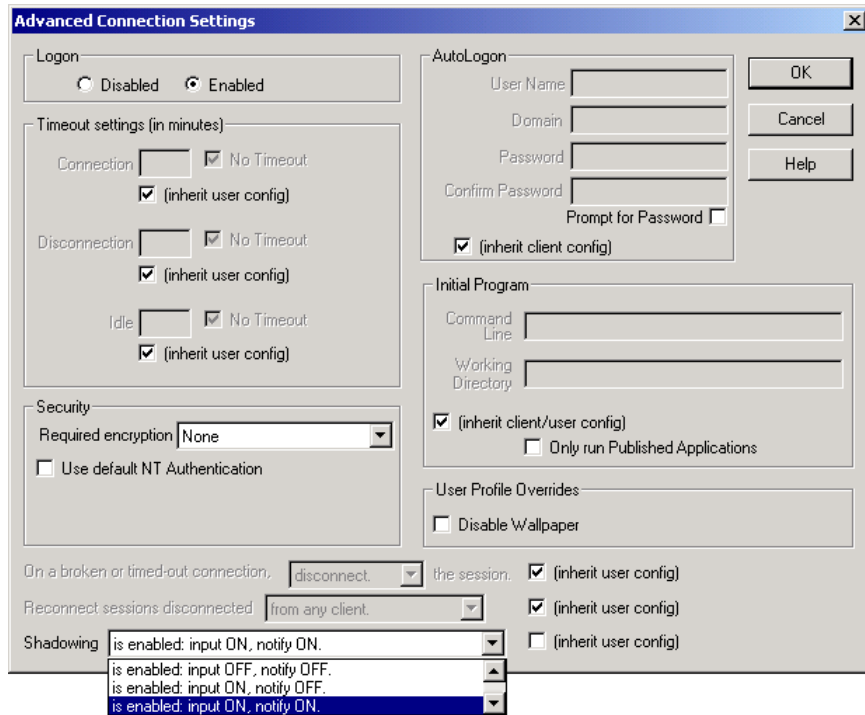 Advanced Connection Settings
Logon
Disabled Enabled
Timeout settings (in minutes)
Connection No Timeout
(inherit user config)
Disconnection No Timeout
(inherit user config)
Idle No Timeout
(inherit user config)
Security
Required encryption None
Use default NT Authentication
AutoLogon
User Name
Domain
Password
Confirm Password
Prompt for Password
(inherit client config)
OK
Cancel
Help
Initial Program
Command
Line
Working
Directory
(inherit client/user config)
Only run Published Applications
User Profile Overrides
Disable Wallpaper
On a broken or timed-out connection, disconnect. the session. (inherit user config)
Reconnect sessions disconnected from any client. (inherit user config)
Shadowing is enabled: input ON, notify ON. (inherit user config)
is enabled: input OFF, notify OFF.
is enabled: input ON, notify OFF.
is enabled: input ON, notify ON.